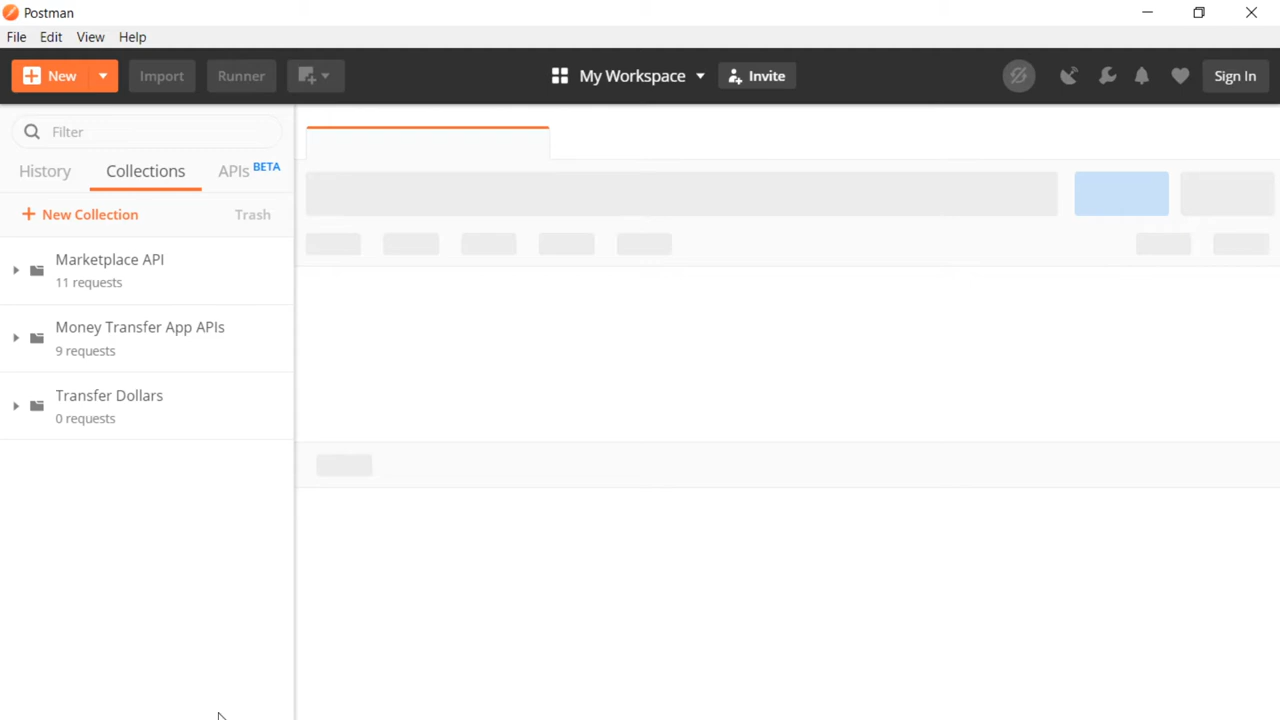 Postman
File Edit View Help
New Import Runner My Workspace Invite Sign In
Filter
History Collections APIs BETA
New Collection Trash
Marketplace API
11 requests
Money Transfer App APIs
9 requests
Transfer Dollars
0 requests